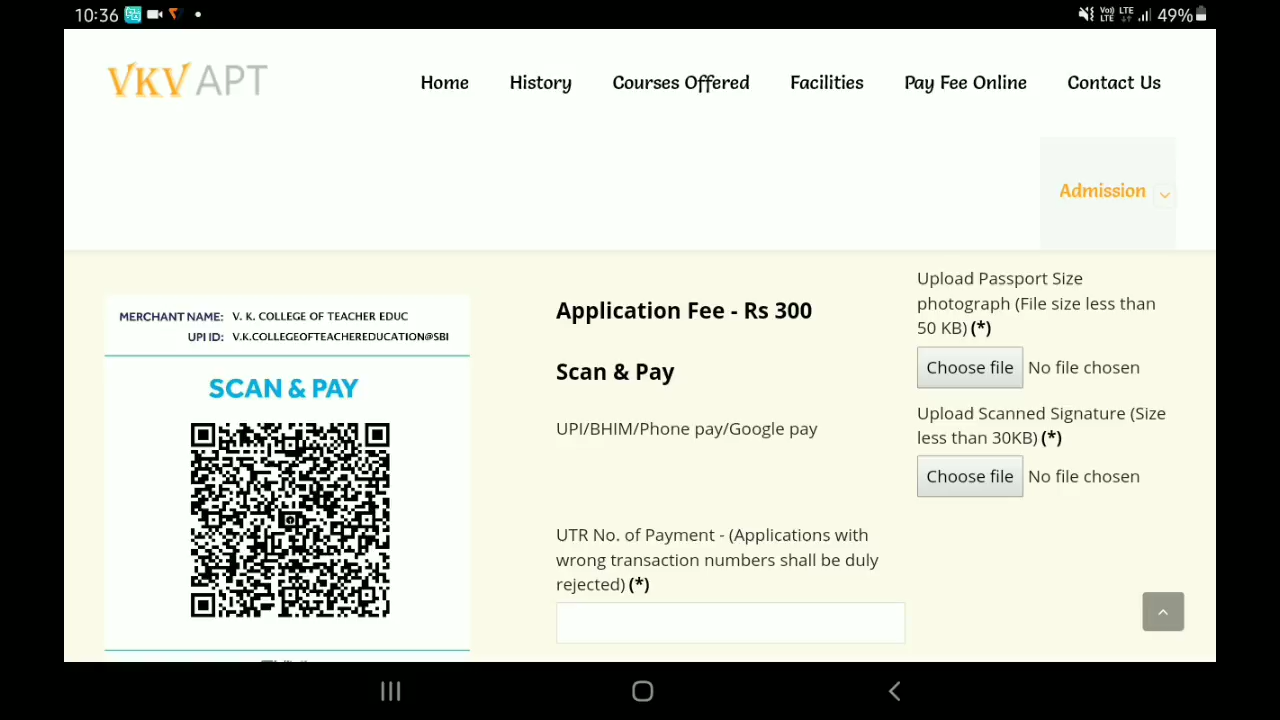 10:36
Vo)) LTE
LTE
49%
VKV APT
Home
History
Courses Offered
Facilities
Pay Fee Online
Contact Us
Admission
MERCHANT NAME: V. K. COLLEGE OF TEACHER EDUC
UPI ID: V.K.COLLEGEOFTEACHEREDUCATION@SBI
SCAN & PAY
Application Fee - Rs 300
Scan & Pay
UPI/BHIM/Phone pay/Google pay
UTR No. of Payment - (Applications with
wrong transaction numbers shall be duly
rejected) (*)
Upload Passport Size
photograph (File size less than
50 KB) (*)
Choose file No file chosen
Upload Scanned Signature (Size
less than 30KB) (*)
Choose file No file chosen